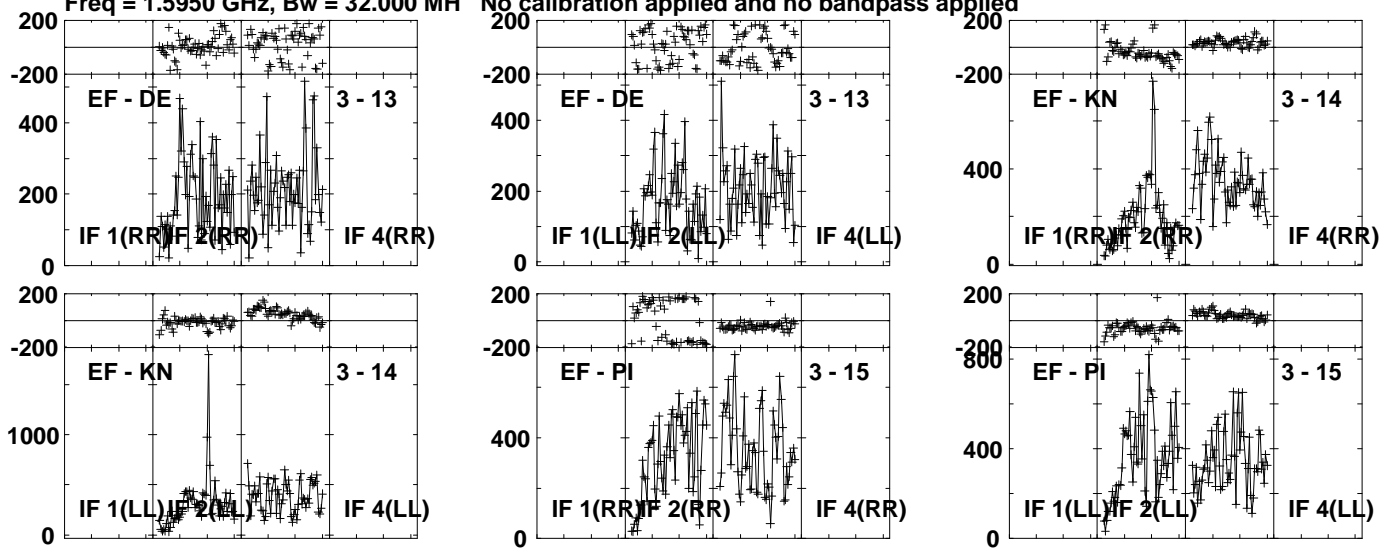 Freq = 1.5950 GHz, Bw = 32.000 MH No calibration applied and no bandpass applied
200
-200
EF - DE
3 - 13
400
200
0
IF 1(RR)
IF 2(RR)
IF 4(RR)
200
-200
EF - DE
3 - 13
400
200
0
IF 1(LL)
IF 2(LL)
IF 4(LL)
200
-200
EF - KN
3 - 14
400
0
IF 1(RR)
IF 2(RR)
IF 4(RR)
200
-200
EF - KN
3 - 14
1000
0
IF 1(LL)
IF 2(LL)
IF 4(LL)
200
-200
EF - PI
3 - 15
400
0
IF 1(RR)
IF 2(RR)
IF 4(RR)
200
-200
800
EF - PI
3 - 15
400
0
IF 1(LL)
IF 2(LL)
IF 4(LL)